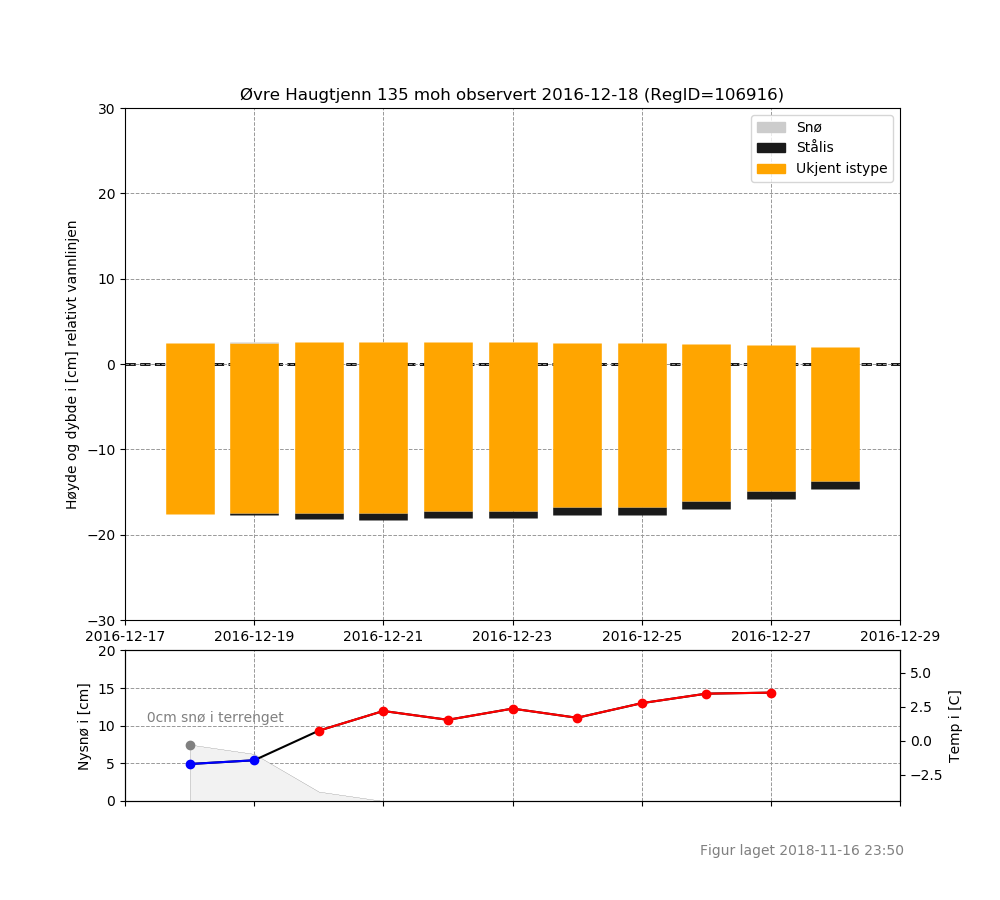 Øvre Haugtjenn 135 moh observert 2016-12-18 (RegID=106916)
Høyde og dybde i [cm] relativt vannlinjen
30
20
10
0
−10
−20
−30
Snø
Stålis
Ukjent istype
2016-12-17 2016-12-19 2016-12-21 2016-12-23 2016-12-25 2016-12-27 2016-12-29
Nysnø i [cm]
20
15
10
5
0
0cm snø i terrenget
5.0
2.5
0.0
−2.5
Temp i [C]
Figur laget 2018-11-16 23:50